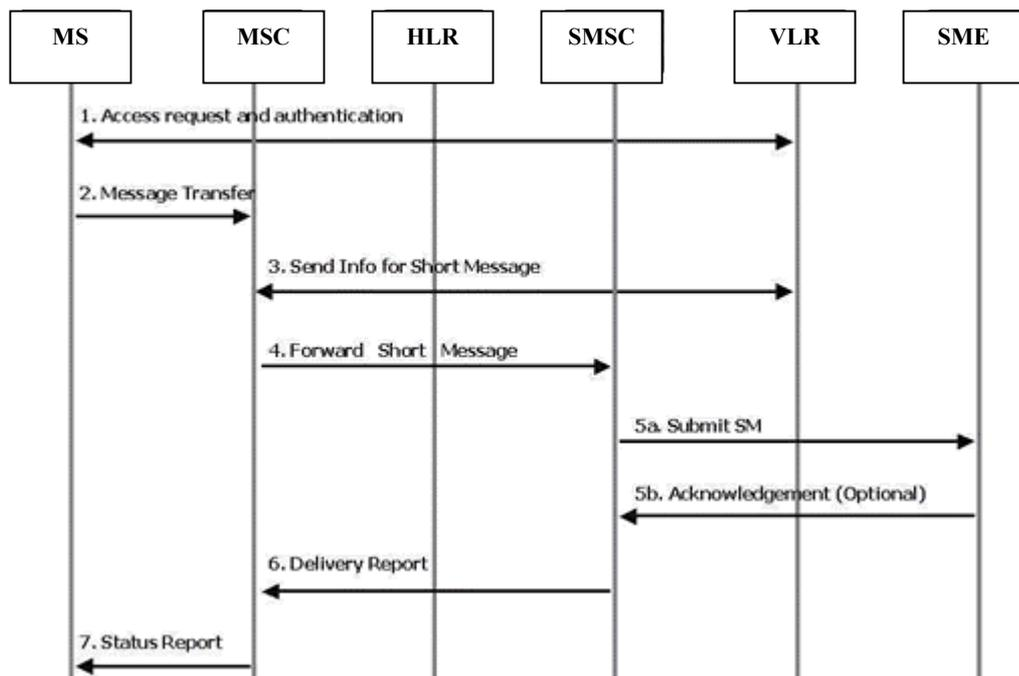 MS
MSC
HLR
SMSC
VLR
SME
1. Access request and authentication
2. Message Transfer
3. Send Info for Short Message
4. Forward Short Message
5a. Submit SM
5b. Acknowledgement (Optional)
6. Delivery Report
7. Status Report